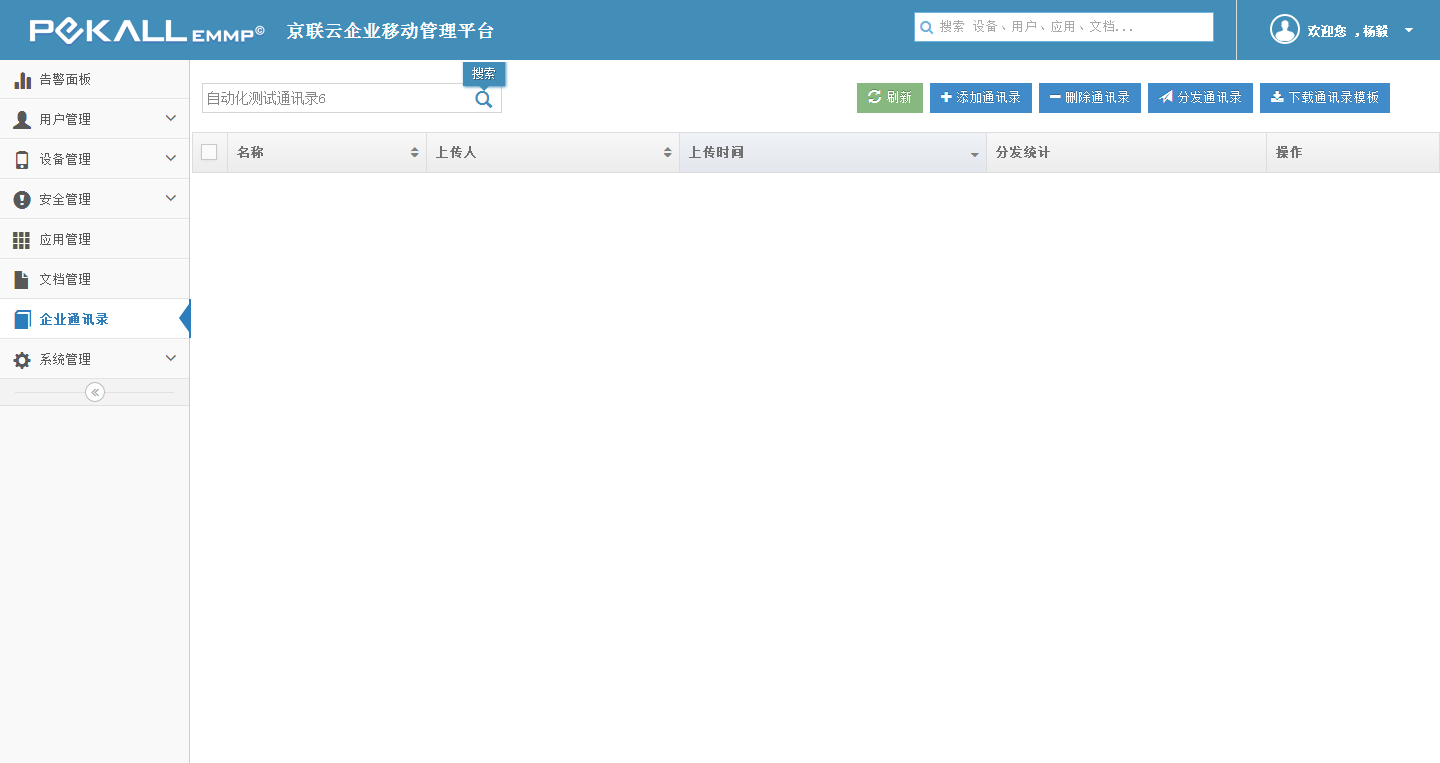 PEKALL EMMP© 京联云企业移动管理平台
搜索 设备、用户、应用、文档...
欢迎您 ，杨毅
告警面板
用户管理
设备管理
安全管理
应用管理
文档管理
企业通讯录
系统管理
搜索
自动化测试通讯录6
刷新 添加通讯录 删除通讯录 分发通讯录 下载通讯录模板
名称 上传人 上传时间 分发统计 操作